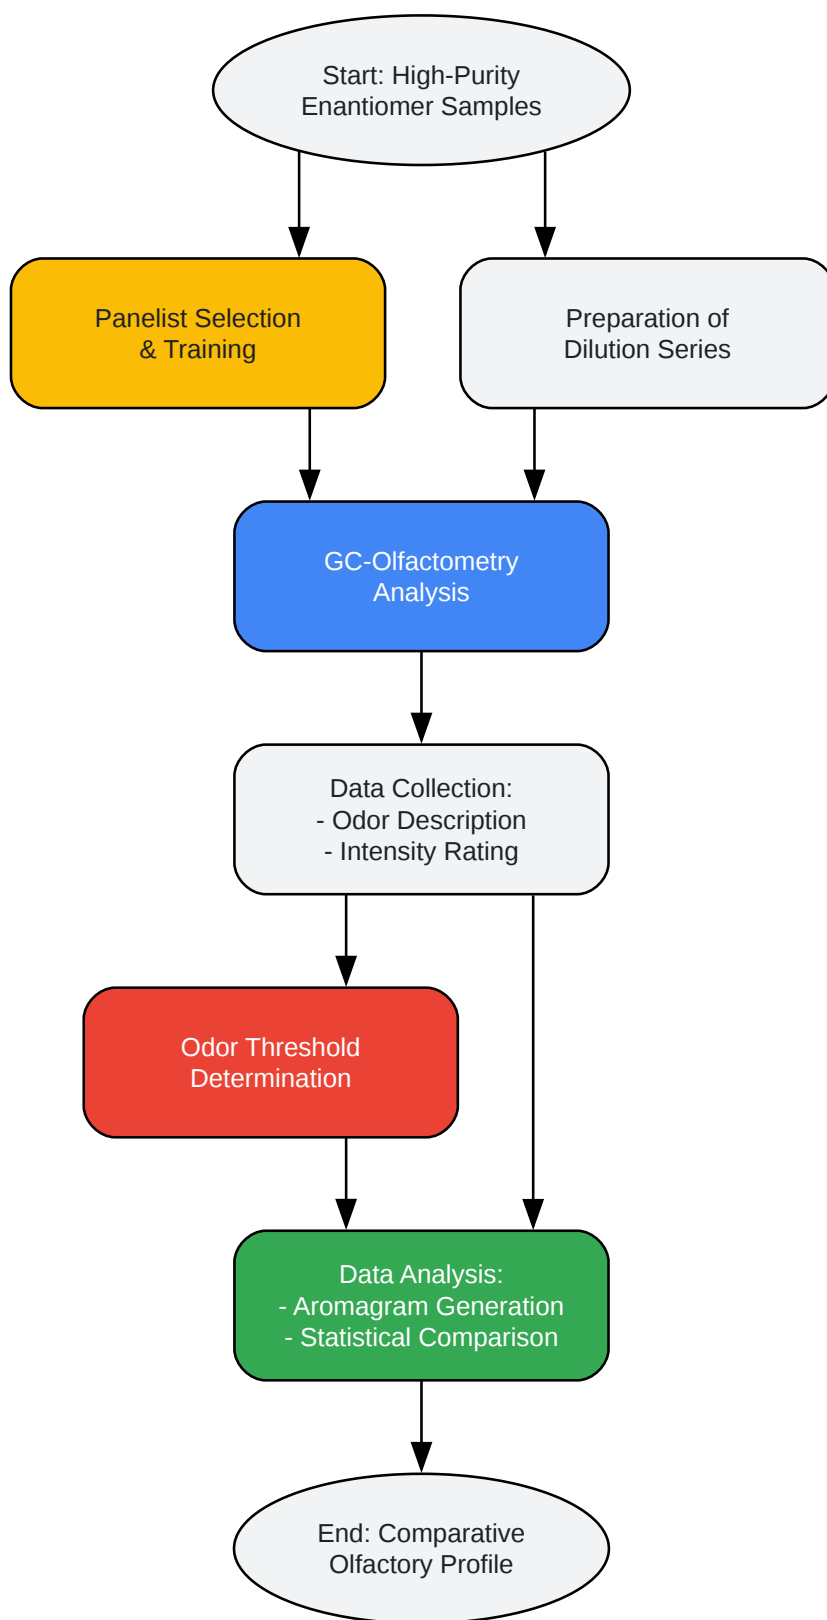 Start: High-Purity
Enantiomer Samples
Panelist Selection
& Training
Preparation of
Dilution Series
GC-Olfactometry
Analysis
Data Collection:
- Odor Description
- Intensity Rating
Odor Threshold
Determination
Data Analysis:
- Aromagram Generation
- Statistical Comparison
End: Comparative
Olfactory Profile